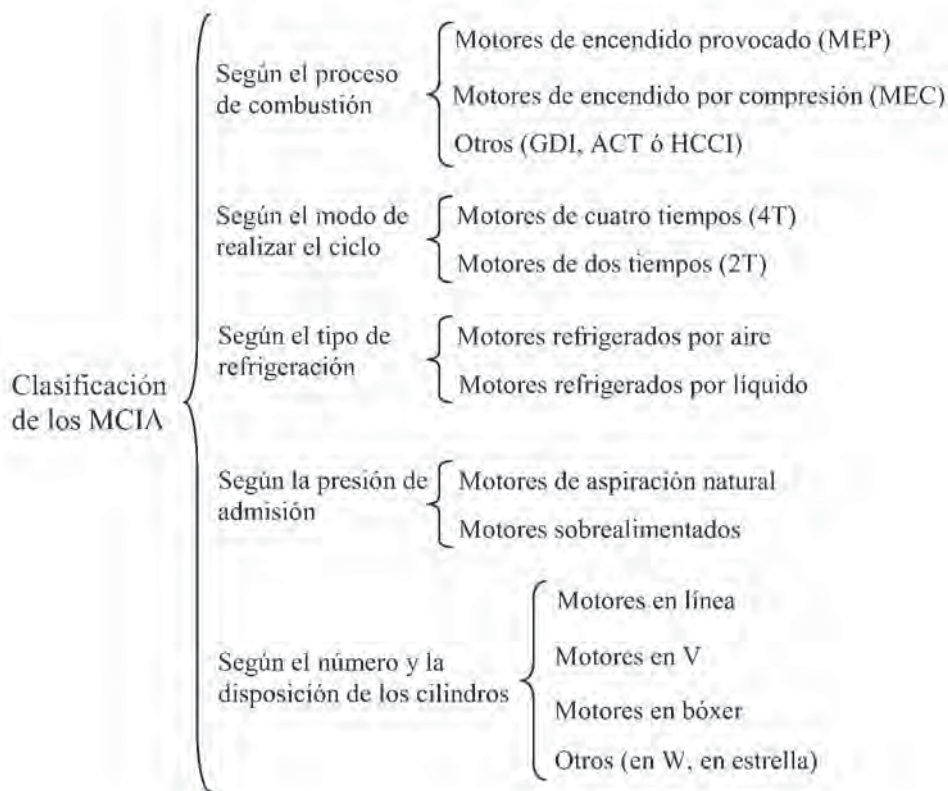 Clasificación
de los MCIA
Según el proceso
de combustión
Motores de encendido provocado (MEP)
Motores de encendido por compresión (MEC)
Otros (GDI, ACT ó HCCI)
Según el modo de
realizar el ciclo
Motores de cuatro tiempos (4T)
Motores de dos tiempos (2T)
Según el tipo de
refrigeración
Motores refrigerados por aire
Motores refrigerados por líquido
Según la presión de
admisión
Motores de aspiración natural
Motores sobrealimentados
Según el número y la
disposición de los cilindros
Motores en línea
Motores en V
Motores en bóxer
Otros (en W, en estrella)